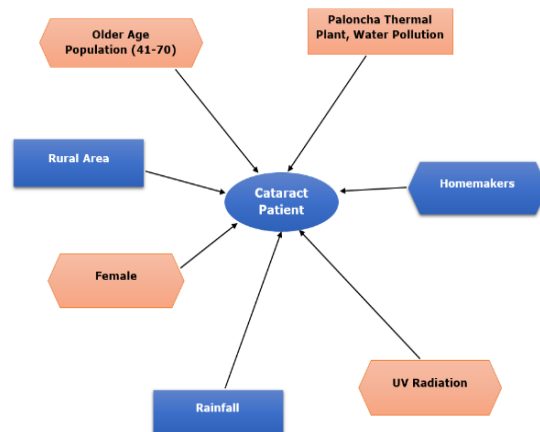 Older Age
Population (41-70)
Paloncha Thermal
Plant, Water Pollution
Rural Area
Cataract
Patient
Homemakers
Female
UV Radiation
Rainfall